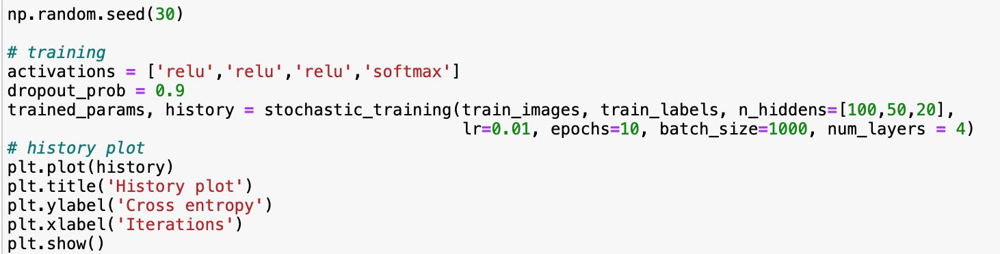 np.random.seed(30)
# training
activations = ['relu','relu','relu','softmax']
dropout_prob = 0.9
trained_params, history = stochastic_training(train_images, train_labels, n_hiddens=[100,50,20],
lr=0.01, epochs=10, batch_size=1000, num_layers = 4)
# history plot
plt.plot(history)
plt.title('History plot')
plt.ylabel('Cross entropy')
plt.xlabel('Iterations')
plt.show()